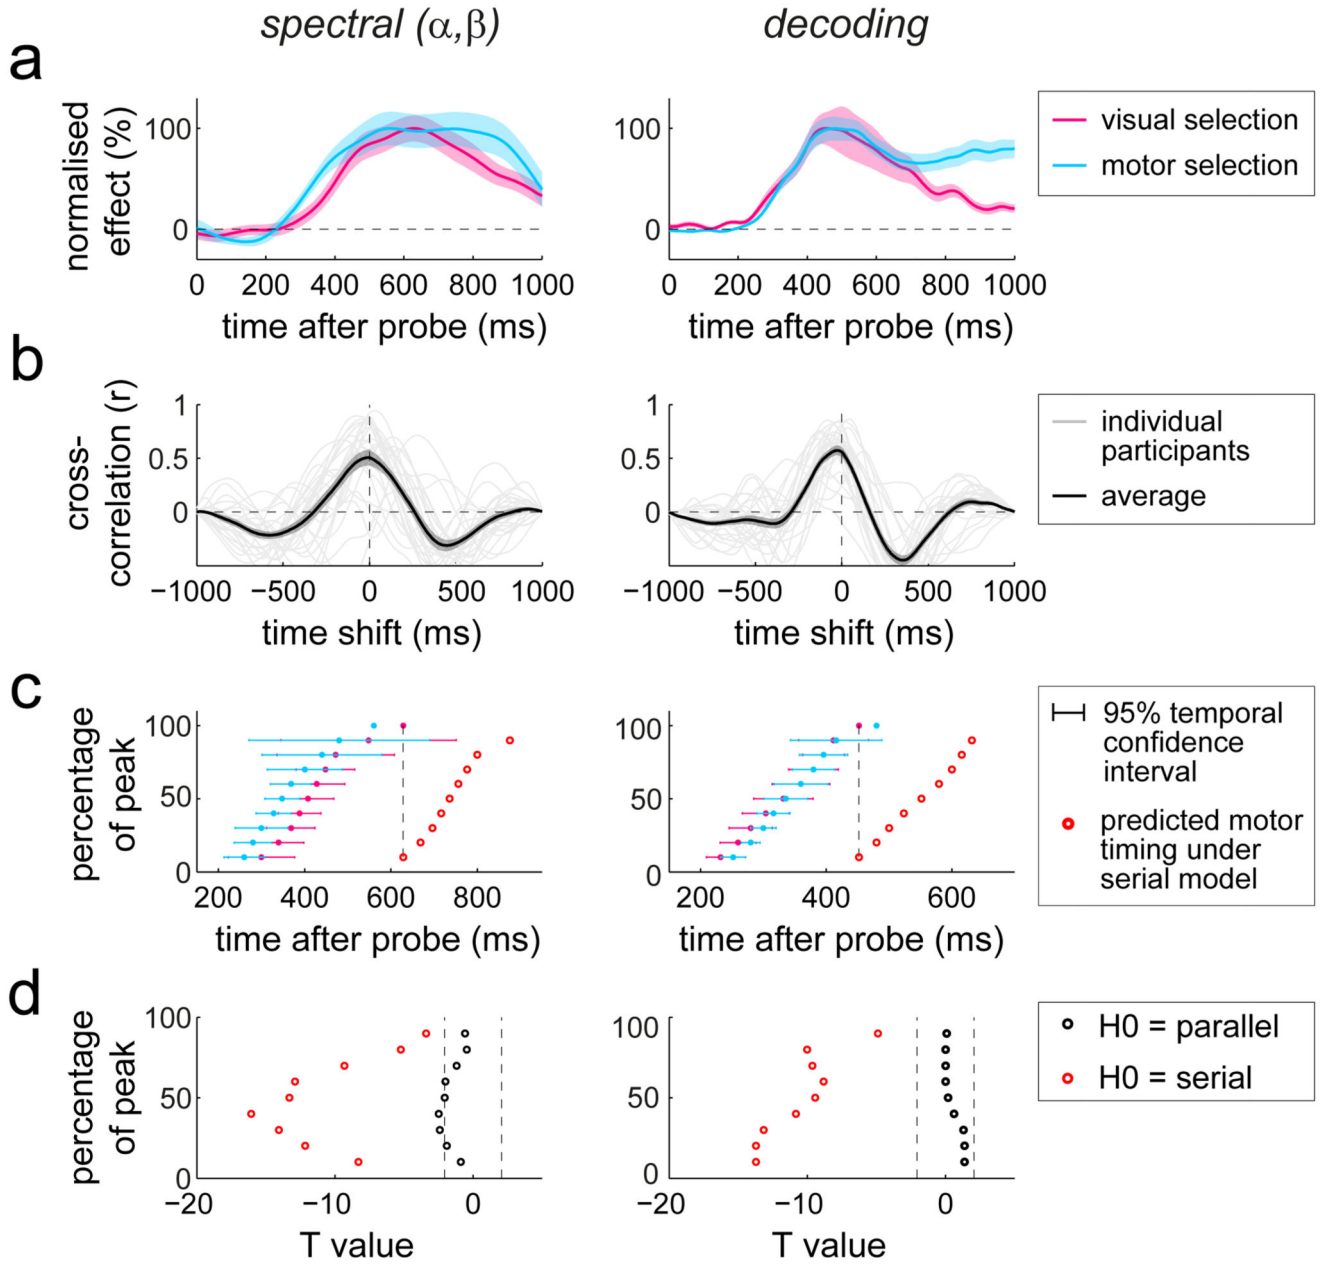 spectral (α,β)
decoding
a
normalised
effect (%)
100
0
0 200 400 600 800 1000
time after probe (ms)
100
0
0 200 400 600 800 1000
time after probe (ms)
visual selection
motor selection
b
cross-
correlation (r)
1
0.5
0
−1000 −500 0 500 1000
time shift (ms)
1
0.5
0
−1000 −500 0 500 1000
time shift (ms)
individual
participants
average
c
percentage
of peak
100
50
0
200 400 600 800
time after probe (ms)
100
50
0
200 400 600
time after probe (ms)
95% temporal
confidence
interval
predicted motor
timing under
serial model
d
percentage
of peak
100
50
0
−20 −10 0
T value
100
50
0
−20 −10 0
T value
H0 = parallel
H0 = serial